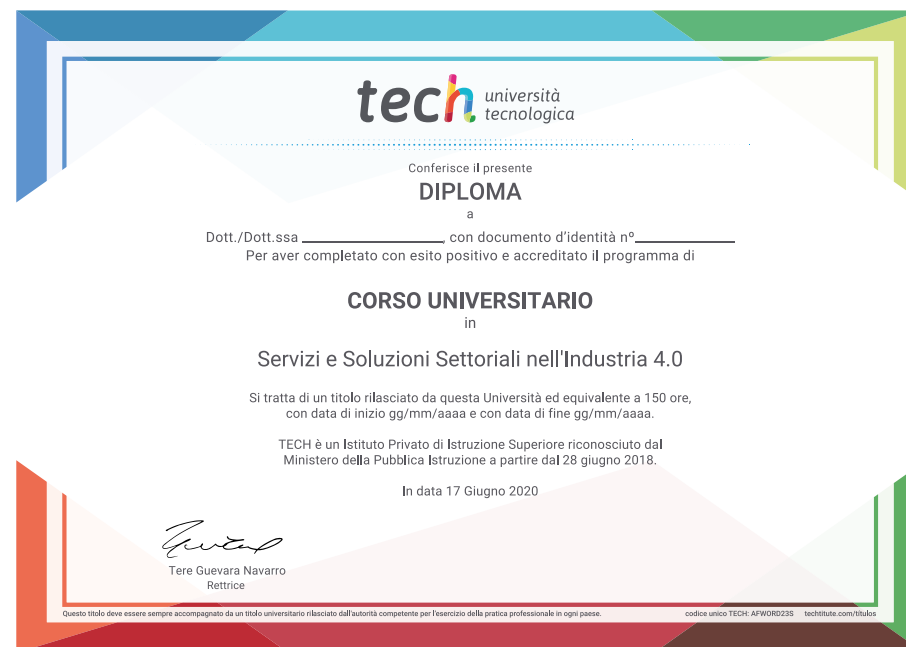 tech università
tecnologica
Conferisce il presente
DIPLOMA
a
Dott./Dott.ssa ____________________, con documento d'identità nº______________
Per aver completato con esito positivo e accreditato il programma di
CORSO UNIVERSITARIO
in
Servizi e Soluzioni Settoriali nell'Industria 4.0
Si tratta di un titolo rilasciato da questa Università ed equivalente a 150 ore,
con data di inizio gg/mm/aaaa e con data di fine gg/mm/aaaa.
TECH è un Istituto Privato di Istruzione Superiore riconosciuto dal
Ministero della Pubblica Istruzione a partire dal 28 giugno 2018.
In data 17 Giugno 2020
Tere Guevara Navarro
Rettrice
Questo titolo deve essere sempre accompagnato da un titolo universitario rilasciato dall'autorità competente per l'esercizio della pratica professionale in ogni paese. codice unico TECH: AFWORD23S techtitute.com/títulos